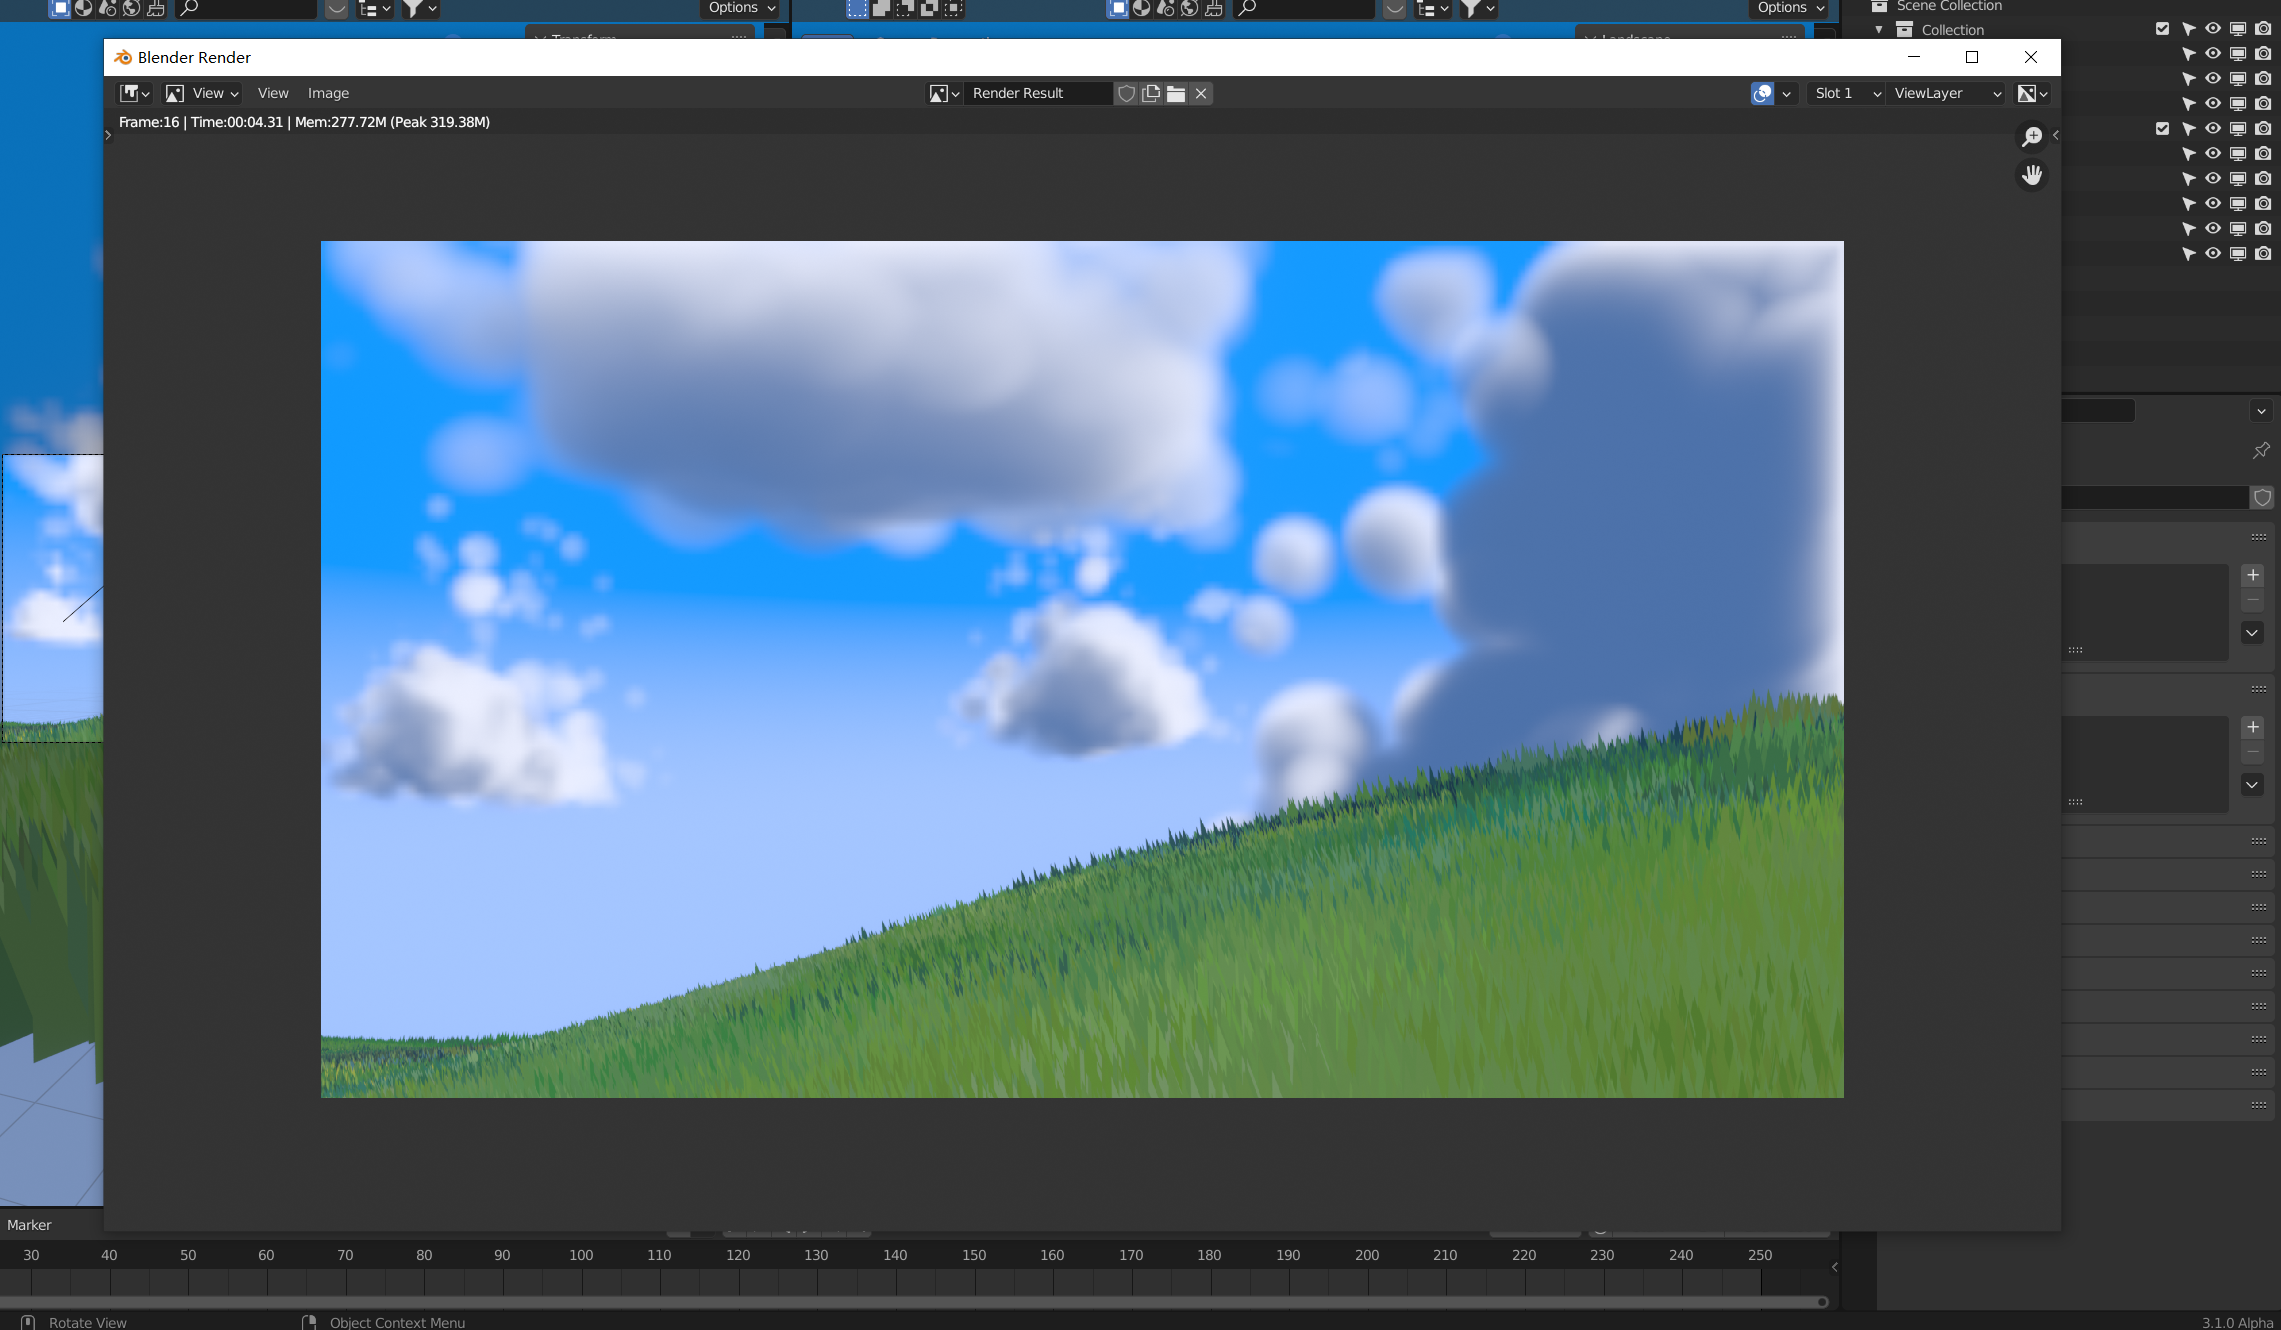 Options
Options
Scene Collection
Collection
Transform
Landscape
Blender Render
View
View
Image
Render Result
Slot 1
ViewLayer
Frame:16 | Time:00:04.31 | Mem:277.72M (Peak 319.38M)
Marker
30 40 50 60 70 80 90 100 110 120 130 140 150 160 170 180 190 200 210 220 230 240 250
Rotate View
Object Context Menu
3.1.0 Alpha